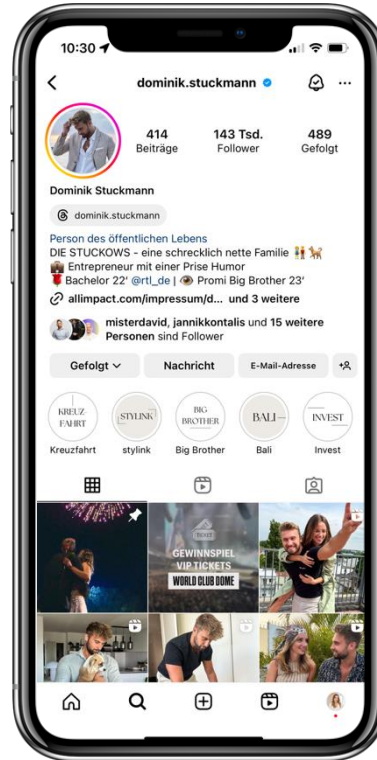 10:30
dominik.stuckmann
414 143 Tsd. 489
Beiträge Follower Gefolgt
Dominik Stuckmann
dominik.stuckmann
Person des öffentlichen Lebens
DIE STUCKOWS - eine schrecklich nette Familie
Entrepreneur mit einer Prise Humor
Bachelor 22' @rtl_de | Promi Big Brother 23'
allimpact.com/impressum/d... und 3 weitere
misterdavid, jannikkontalis und 15 weitere
Personen sind Follower
Gefolgt Nachricht E-Mail-Adresse
KREUZ-
FAHRT
STYLINK
BIG
BROTHER
BALI
INVEST
Kreuzfahrt stylink Big Brother Bali Invest
GEWINNSPIEL
VIP TICKETS
WORLD CLUB DOME